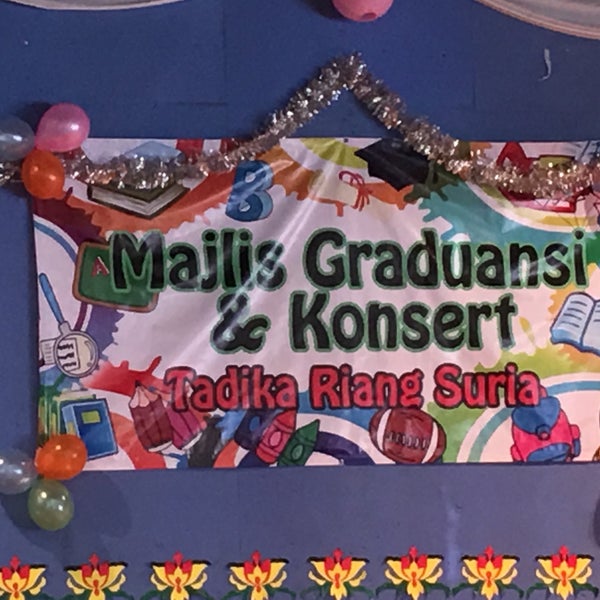 B
A
Majlis Graduansi
& Konsert
Tadika Riang Suria